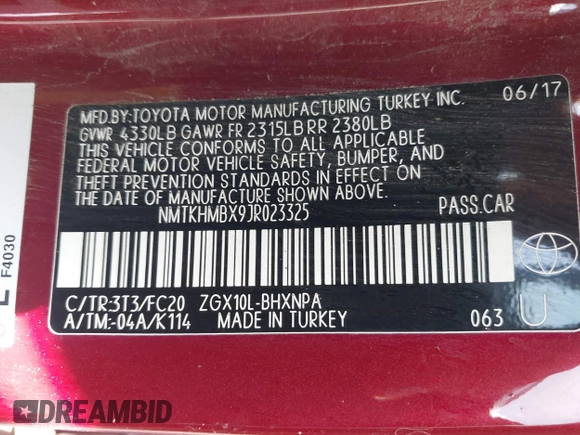 MFD.BY:TOYOTA MOTOR MANUFACTURING TURKEY INC. 06/17
GVWR 4330LB GAWR FR 2315LB RR 2380LB
THIS VEHICLE CONFORMS TO ALL APPLICABLE
FEDERAL MOTOR VEHICLE SAFETY, BUMPER, AND
THEFT PREVENTION STANDARDS IN EFFECT ON
THE DATE OF MANUFACTURE SHOWN ABOVE.
NMTKHMBX9JR023325 PASS.CAR
C/TR:3T3/FC20 ZGX10L-BHXNPA
A/TM:-04A/K114 MADE IN TURKEY 063 U
F4030
DREAMBID